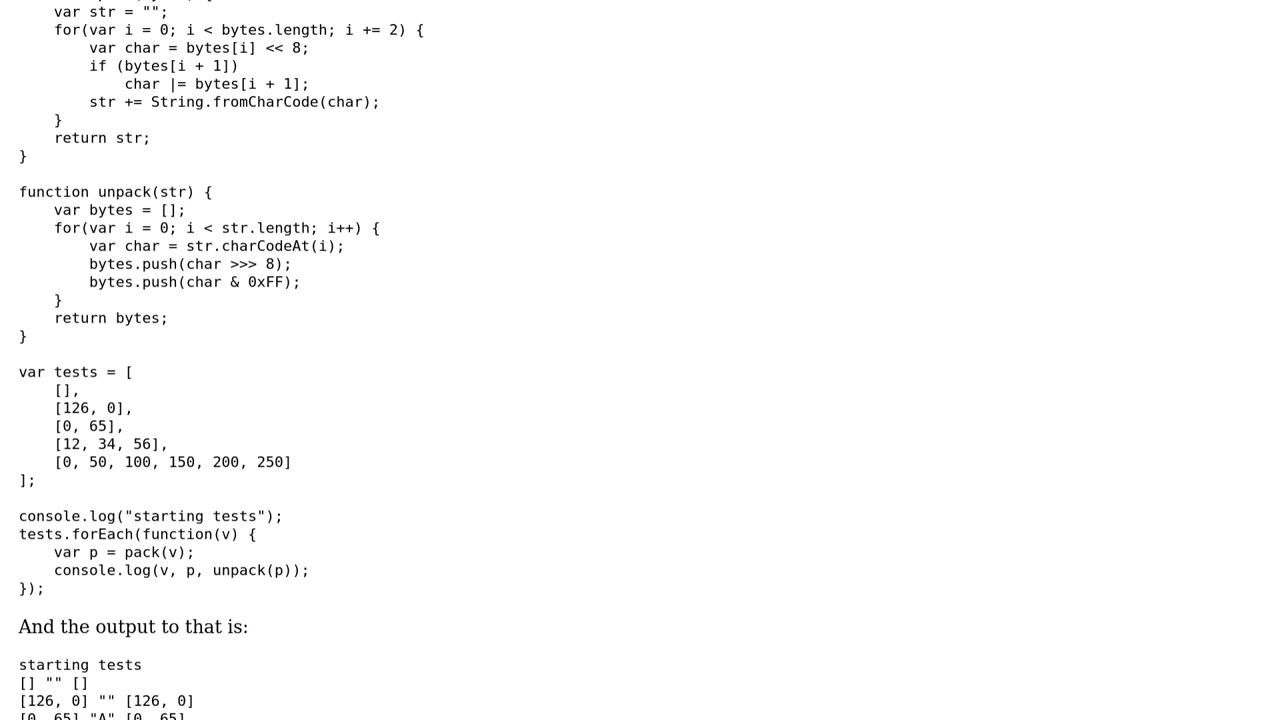 var str = "";
    for(var i = 0; i < bytes.length; i += 2) {
        var char = bytes[i] << 8;
        if (bytes[i + 1])
            char |= bytes[i + 1];
        str += String.fromCharCode(char);
    }
    return str;
}

function unpack(str) {
    var bytes = [];
    for(var i = 0; i < str.length; i++) {
        var char = str.charCodeAt(i);
        bytes.push(char >>> 8);
        bytes.push(char & 0xFF);
    }
    return bytes;
}

var tests = [
    [],
    [126, 0],
    [0, 65],
    [12, 34, 56],
    [0, 50, 100, 150, 200, 250]
];

console.log("starting tests");
tests.forEach(function(v) {
    var p = pack(v);
    console.log(v, p, unpack(p));
});

And the output to that is:

starting tests
[] "" []
[126, 0] "" [126, 0]
[0, 65] "A" [0, 65]